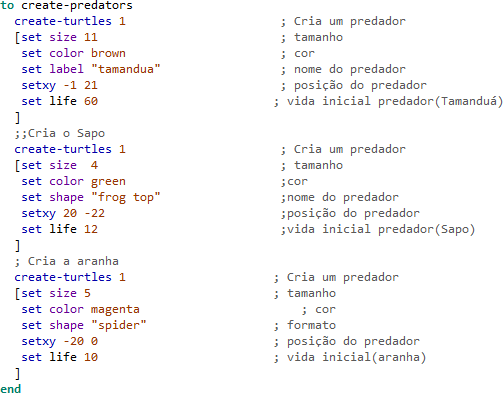 to create-predators
create-turtles 1 ; Cria um predador
[set size 11 ; tamanho
set color brown ; cor
set label "tamandua" ; nome do predador
setxy -1 21 ; posição do predador
set life 60 ; vida inicial predador(Tamanduá)
]
;;Cria o Sapo
create-turtles 1 ; Cria um predador
[set size 4 ; tamanho
set color green ;cor
set shape "frog top" ;nome do predador
setxy 20 -22 ;posição do predador
set life 12 ;vida inicial predador(Sapo)
]
; Cria a aranha
create-turtles 1 ; Cria um predador
[set size 5 ; tamanho
set color magenta ; cor
set shape "spider" ; formato
setxy -20 0 ; posição do predador
set life 10 ; vida inicial(aranha)
]
end